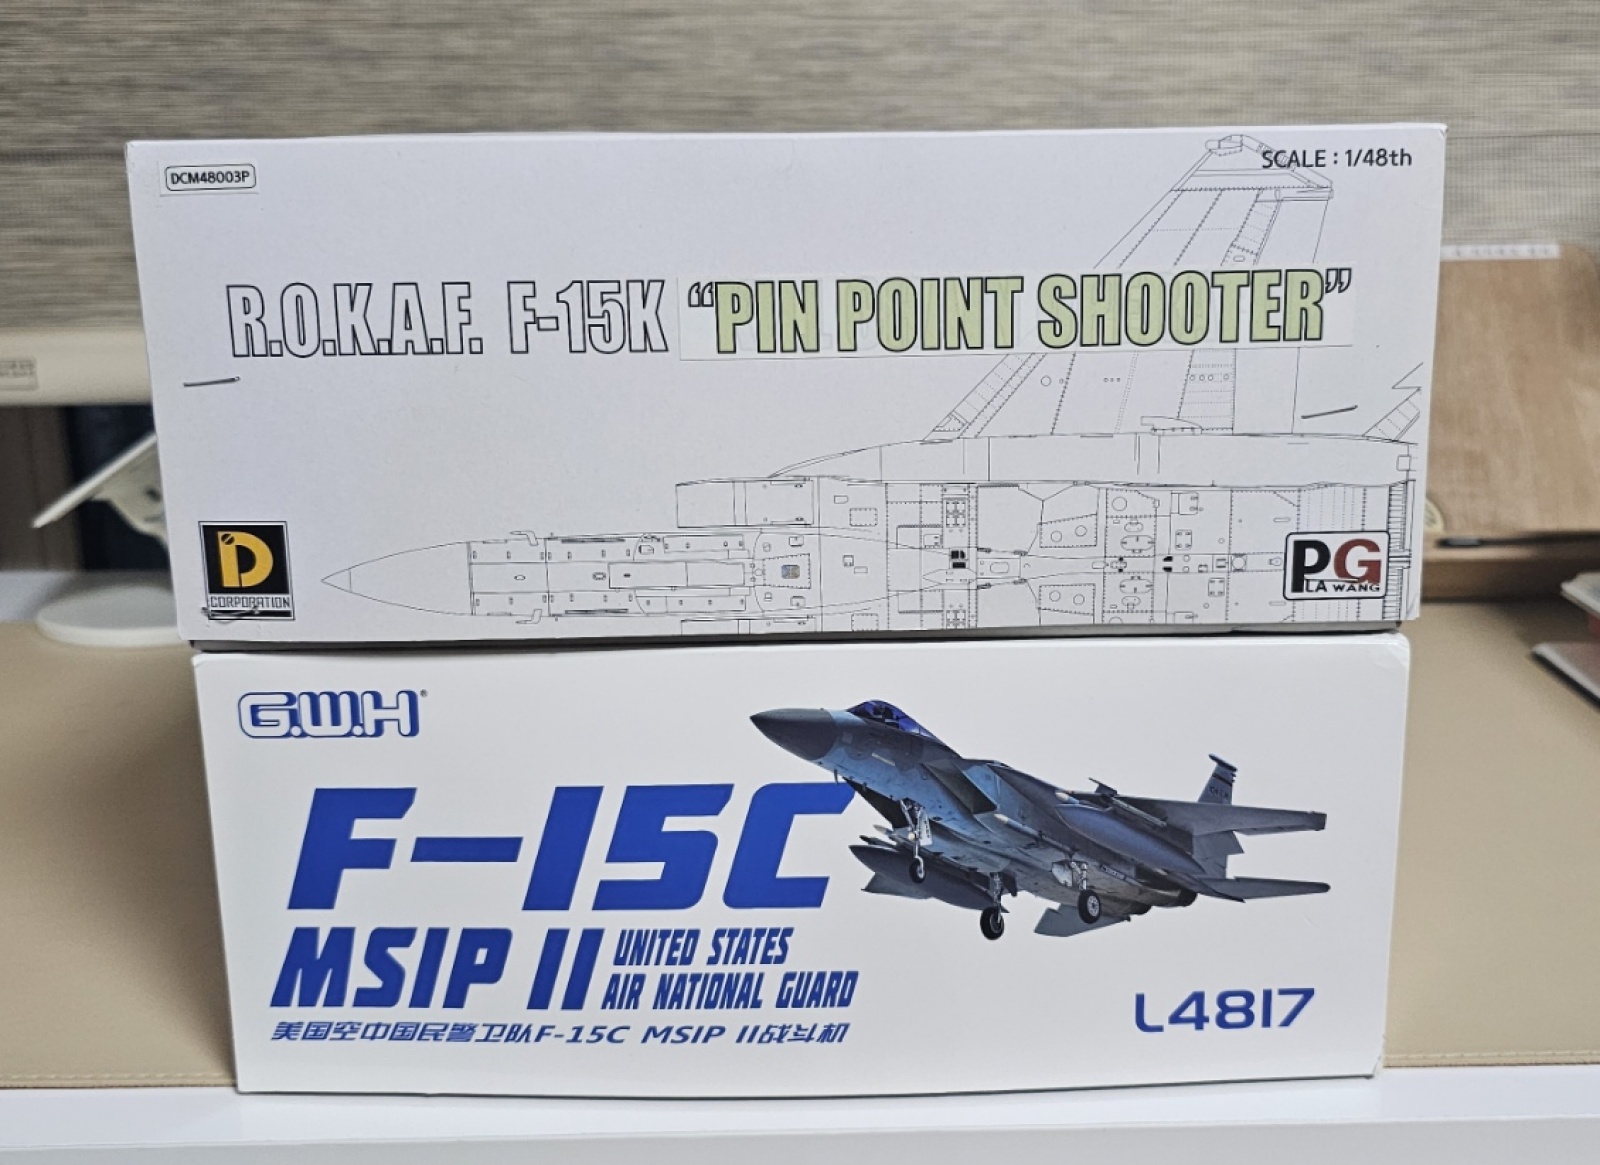 DCM48003P
SCALE : 1/48th
R.O.K.A.F. F-15K “PIN POINT SHOOTER”
D
CORPORATION
PG
LA WANG
G.W.H®
F-15C
MSIP II UNITED STATES
AIR NATIONAL GUARD
美国空中国民警卫队F-15C MSIP II战斗机
L4817